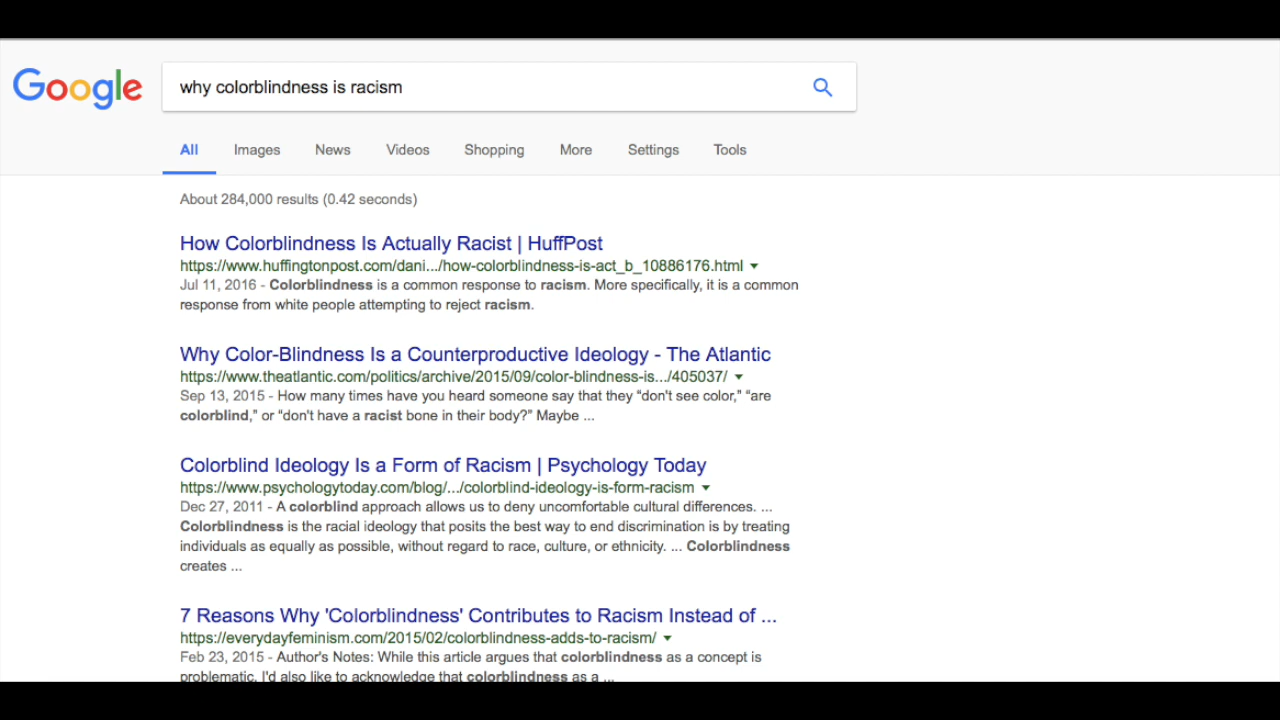 Google
why colorblindness is racism
All Images News Videos Shopping More Settings Tools
About 284,000 results (0.42 seconds)
How Colorblindness Is Actually Racist | HuffPost
https://www.huffingtonpost.com/dani.../how-colorblindness-is-act_b_10886176.html
Jul 11, 2016 - Colorblindness is a common response to racism. More specifically, it is a common
response from white people attempting to reject racism.
Why Color-Blindness Is a Counterproductive Ideology - The Atlantic
https://www.theatlantic.com/politics/archive/2015/09/color-blindness-is.../405037/
Sep 13, 2015 - How many times have you heard someone say that they “don't see color,” “are
colorblind,” or “don't have a racist bone in their body?” Maybe ...
Colorblind Ideology Is a Form of Racism | Psychology Today
https://www.psychologytoday.com/blog/.../colorblind-ideology-is-form-racism
Dec 27, 2011 - A colorblind approach allows us to deny uncomfortable cultural differences. ...
Colorblindness is the racial ideology that posits the best way to end discrimination is by treating
individuals as equally as possible, without regard to race, culture, or ethnicity. ... Colorblindness
creates ...
7 Reasons Why 'Colorblindness' Contributes to Racism Instead of ...
https://everydayfeminism.com/2015/02/colorblindness-adds-to-racism/
Feb 23, 2015 - Author's Notes: While this article argues that colorblindness as a concept is
problematic, I'd also like to acknowledge that colorblindness as a ...